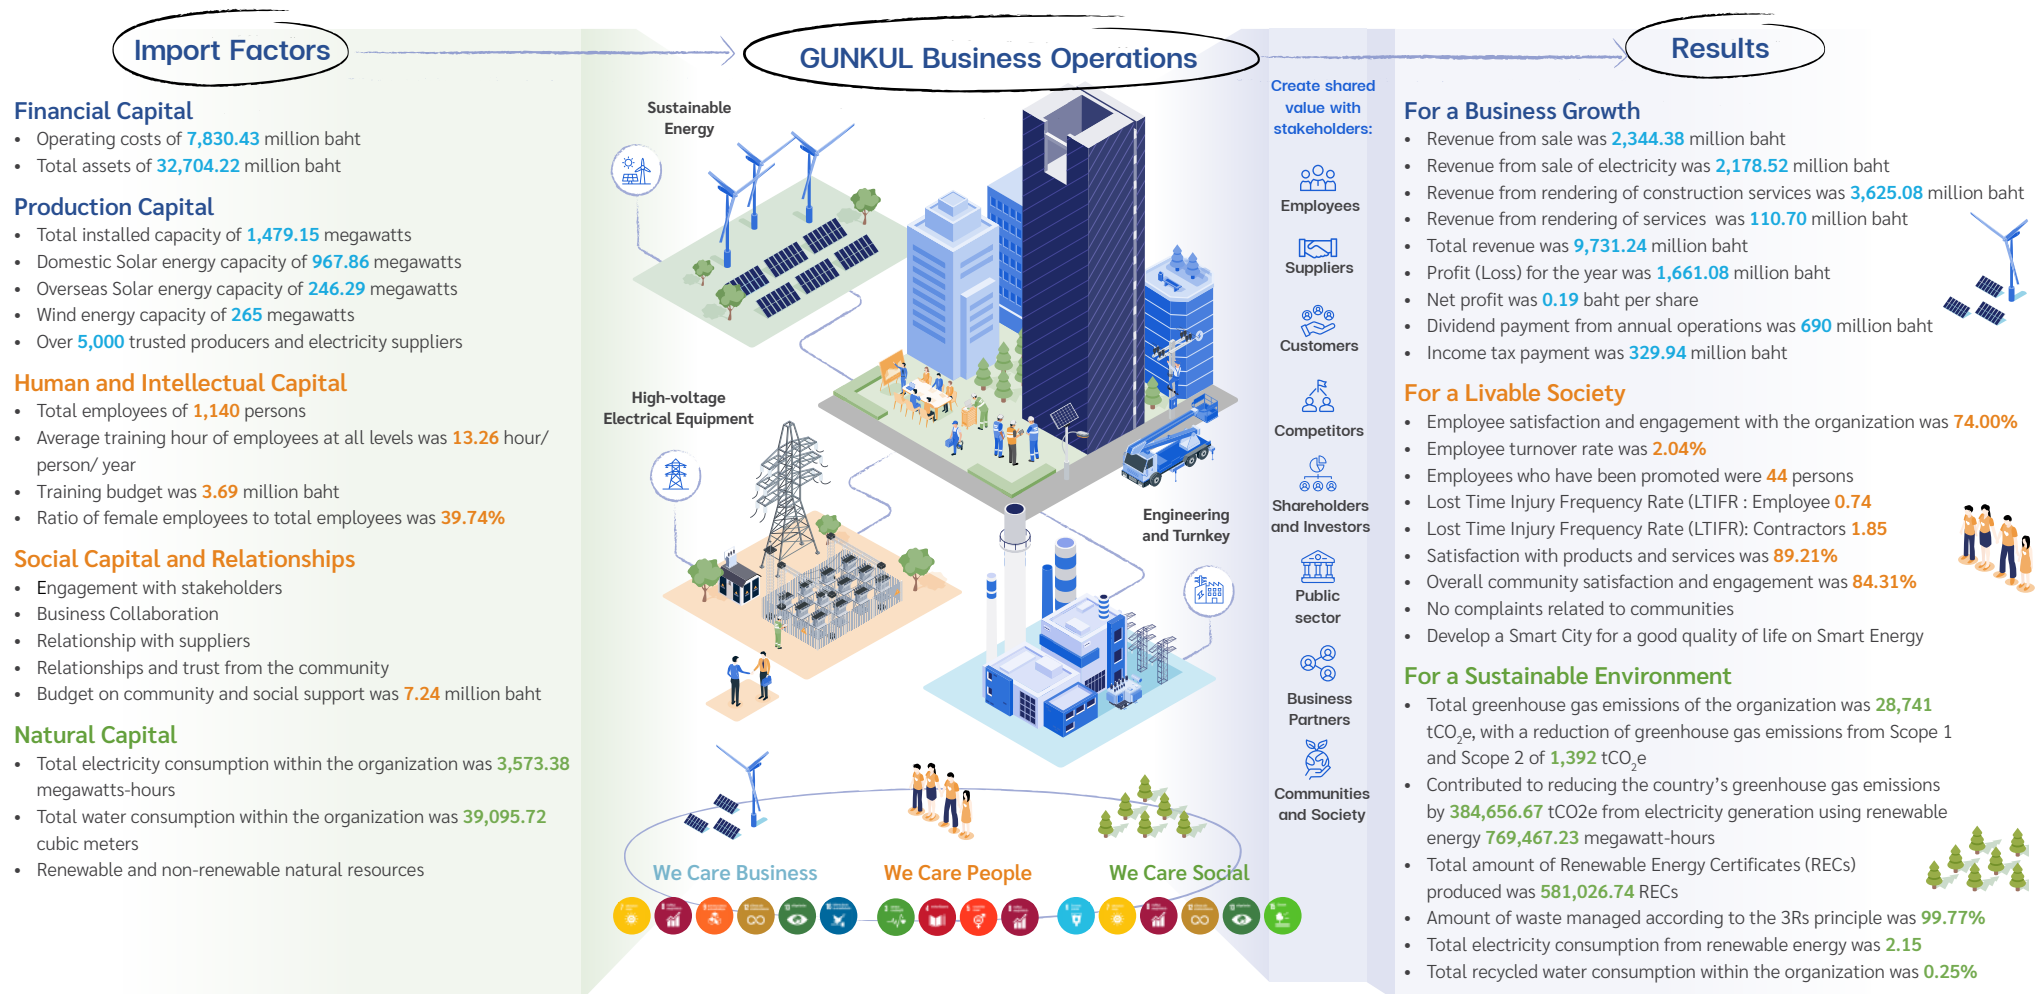 Import Factors
GUNKUL Business Operations
Results
Financial Capital
• Operating costs of 7,830.43 million baht
• Total assets of 32,704.22 million baht
Production Capital
• Total installed capacity of 1,479.15 megawatts
• Domestic Solar energy capacity of 967.86 megawatts
• Overseas Solar energy capacity of 246.29 megawatts
• Wind energy capacity of 265 megawatts
• Over 5,000 trusted producers and electricity suppliers
Human and Intellectual Capital
• Total employees of 1,140 persons
• Average training hour of employees at all levels was 13.26 hour/
person/ year
• Training budget was 3.69 million baht
• Ratio of female employees to total employees was 39.74%
Social Capital and Relationships
• Engagement with stakeholders
• Business Collaboration
• Relationship with suppliers
• Relationships and trust from the community
• Budget on community and social support was 7.24 million baht
Natural Capital
• Total electricity consumption within the organization was 3,573.38
megawatts-hours
• Total water consumption within the organization was 39,095.72
cubic meters
• Renewable and non-renewable natural resources
Sustainable
Energy
High-voltage
Electrical Equipment
Engineering
and Turnkey
We Care Business
We Care People
We Care Social
Create shared
value with
stakeholders:
Employees
Suppliers
Customers
Competitors
Shareholders
and Investors
Public
sector
Business
Partners
Communities
and Society
For a Business Growth
• Revenue from sale was 2,344.38 million baht
• Revenue from sale of electricity was 2,178.52 million baht
• Revenue from rendering of construction services was 3,625.08 million baht
• Revenue from rendering of services was 110.70 million baht
• Total revenue was 9,731.24 million baht
• Profit (Loss) for the year was 1,661.08 million baht
• Net profit was 0.19 baht per share
• Dividend payment from annual operations was 690 million baht
• Income tax payment was 329.94 million baht
For a Livable Society
• Employee satisfaction and engagement with the organization was 74.00%
• Employee turnover rate was 2.04%
• Employees who have been promoted were 44 persons
• Lost Time Injury Frequency Rate (LTIFR : Employee 0.74
• Lost Time Injury Frequency Rate (LTIFR): Contractors 1.85
• Satisfaction with products and services was 89.21%
• Overall community satisfaction and engagement was 84.31%
• No complaints related to communities
• Develop a Smart City for a good quality of life on Smart Energy
For a Sustainable Environment
• Total greenhouse gas emissions of the organization was 28,741
tCO₂e, with a reduction of greenhouse gas emissions from Scope 1
and Scope 2 of 1,392 tCO₂e
• Contributed to reducing the country's greenhouse gas emissions
by 384,656.67 tCO2e from electricity generation using renewable
energy 769,467.23 megawatt-hours
• Total amount of Renewable Energy Certificates (RECs)
produced was 581,026.74 RECs
• Amount of waste managed according to the 3Rs principle was 99.77%
• Total electricity consumption from renewable energy was 2.15
• Total recycled water consumption within the organization was 0.25%